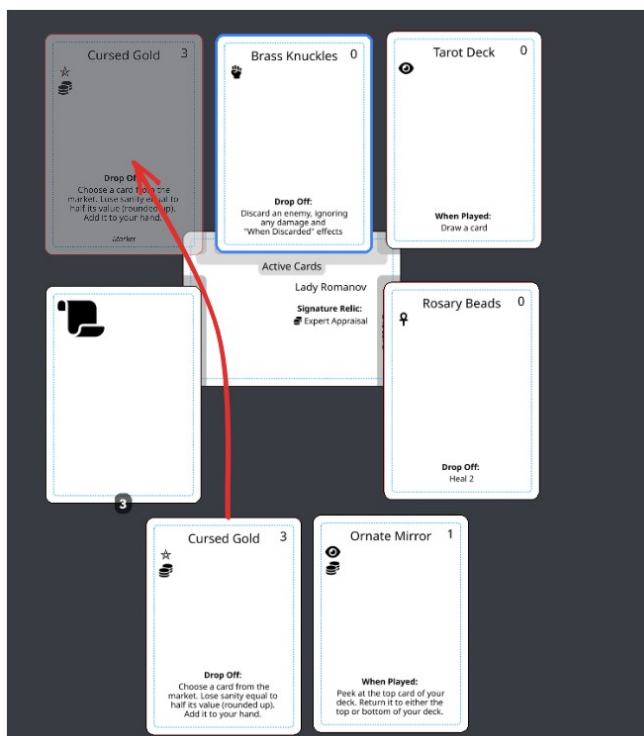 Cursed Gold 3
Drop Off:
Choose a card from the
market. Lose sanity equal to
half its value (rounded up).
Add it to your hand.
Market
Brass Knuckles 0
Drop Off:
Discard an enemy, ignoring
any damage and
"When Discarded" effects
Tarot Deck 0
When Played:
Draw a card
Active Cards
Lady Romanov
Signature Relic:
Expert Appraisal
3
Rosary Beads 0
Drop Off:
Heal 2
Cursed Gold 3
Drop Off:
Choose a card from the
market. Lose sanity equal to
half its value (rounded up).
Add it to your hand.
Ornate Mirror 1
When Played:
Peek at the top card of your
deck. Return it to either the
top or bottom of your deck.